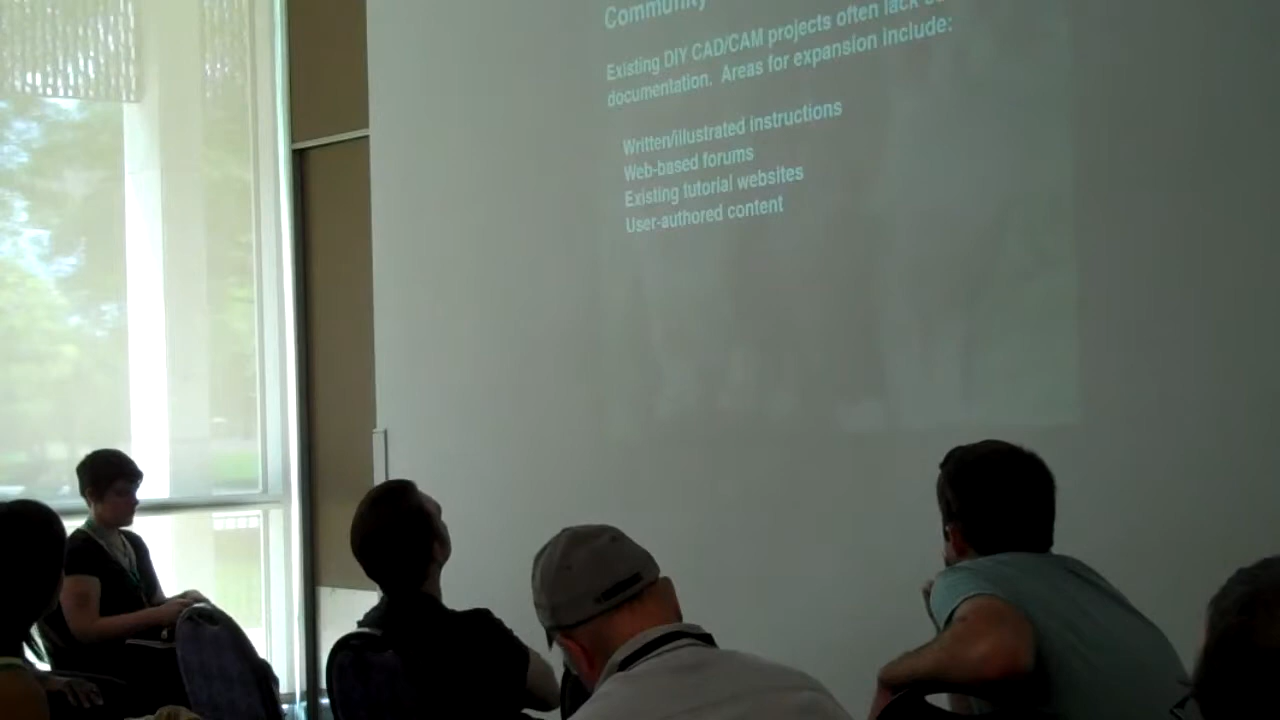 Community
Existing DIY CAD/CAM projects often lack
documentation. Areas for expansion include:
Written/illustrated instructions
Web-based forums
Existing tutorial websites
User-authored content